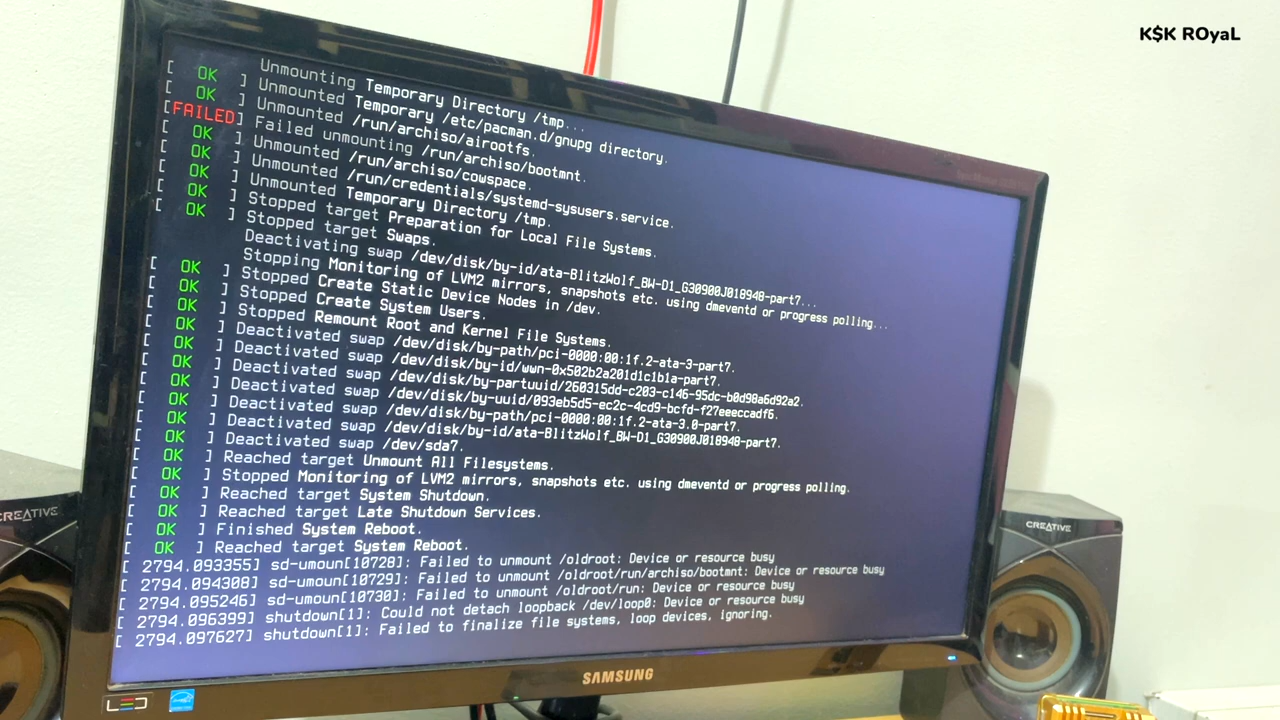 K$K ROyaL
Unmounting Temporary Directory /tmp...
[ OK ] Unmounted Temporary /etc/pacman.d/gnupg directory.
[ OK ] Unmounted /run/archiso/airootfs.
[FAILED] Failed unmounting /run/archiso/bootmnt.
[ OK ] Unmounted /run/archiso/cowspace.
[ OK ] Unmounted /run/credentials/systemd-sysusers.service.
[ OK ] Unmounted Temporary Directory /tmp.
[ OK ] Stopped target Preparation for Local File Systems.
[ OK ] Stopped target Swaps.
Deactivating swap /dev/disk/by-id/ata-BlitzWolf_BW-D1_G30900J018948-part7...
Stopping Monitoring of LVM2 mirrors, snapshots etc. using dmeventd or progress polling...
[ OK ] Stopped Create Static Device Nodes in /dev.
[ OK ] Stopped Create System Users.
[ OK ] Stopped Remount Root and Kernel File Systems.
[ OK ] Deactivated swap /dev/disk/by-path/pci-0000:00:1f.2-ata-3-part7.
[ OK ] Deactivated swap /dev/disk/by-id/wwn-0x502b2a201d1c1b1a-part7.
[ OK ] Deactivated swap /dev/disk/by-partuuid/260315dd-c203-c146-95dc-b0d98a6d92a2.
[ OK ] Deactivated swap /dev/disk/by-uuid/093eb5d5-ec2c-4cd9-bcfd-f27eeeccadf6.
[ OK ] Deactivated swap /dev/disk/by-path/pci-0000:00:1f.2-ata-3.0-part7.
[ OK ] Deactivated swap /dev/disk/by-id/ata-BlitzWolf_BW-D1_G30900J018948-part7.
[ OK ] Deactivated swap /dev/sda7.
[ OK ] Reached target Unmount All Filesystems.
[ OK ] Stopped Monitoring of LVM2 mirrors, snapshots etc. using dmeventd or progress polling.
[ OK ] Reached target System Shutdown.
[ OK ] Reached target Late Shutdown Services.
[ OK ] Finished System Reboot.
[ OK ] Reached target System Reboot.
[ 2794.093355] sd-umoun[10728]: Failed to unmount /oldroot: Device or resource busy
[ 2794.094308] sd-umoun[10729]: Failed to unmount /oldroot/run/archiso/bootmnt: Device or resource busy
[ 2794.095246] sd-umoun[10730]: Failed to unmount /oldroot/run: Device or resource busy
[ 2794.096399] shutdown[1]: Could not detach loopback /dev/loop0: Device or resource busy
[ 2794.097627] shutdown[1]: Failed to finalize file systems, loop devices, ignoring.
CREATIVE
CREATIVE
SAMSUNG
LED